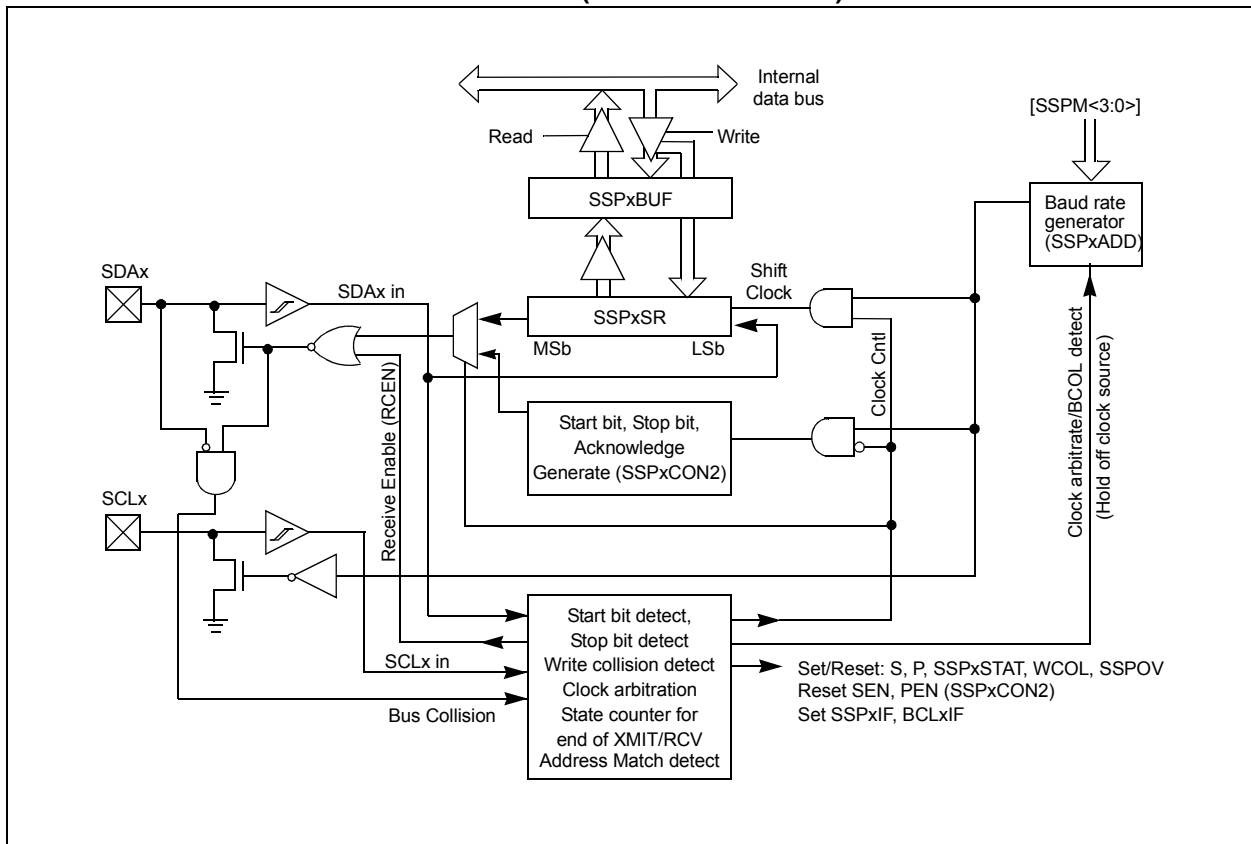 Internal
data bus
[SSPM<3:0>]
Read
Write
SSPxBUF
Baud rate
generator
(SSPxADD)
SDAx
SDAx in
Shift
Clock
SSPxSR
MSb
LSb
Receive Enable (RCEN)
Clock Cntl
Clock arbitrate/BCOL detect
(Hold off clock source)
Start bit, Stop bit,
Acknowledge
Generate (SSPxCON2)
SCLx
SCLx in
Bus Collision
Start bit detect,
Stop bit detect
Write collision detect
Clock arbitration
State counter for
end of XMIT/RCV
Address Match detect
Set/Reset: S, P, SSPxSTAT, WCOL, SSPOV
Reset SEN, PEN (SSPxCON2)
Set SSPxIF, BCLxIF